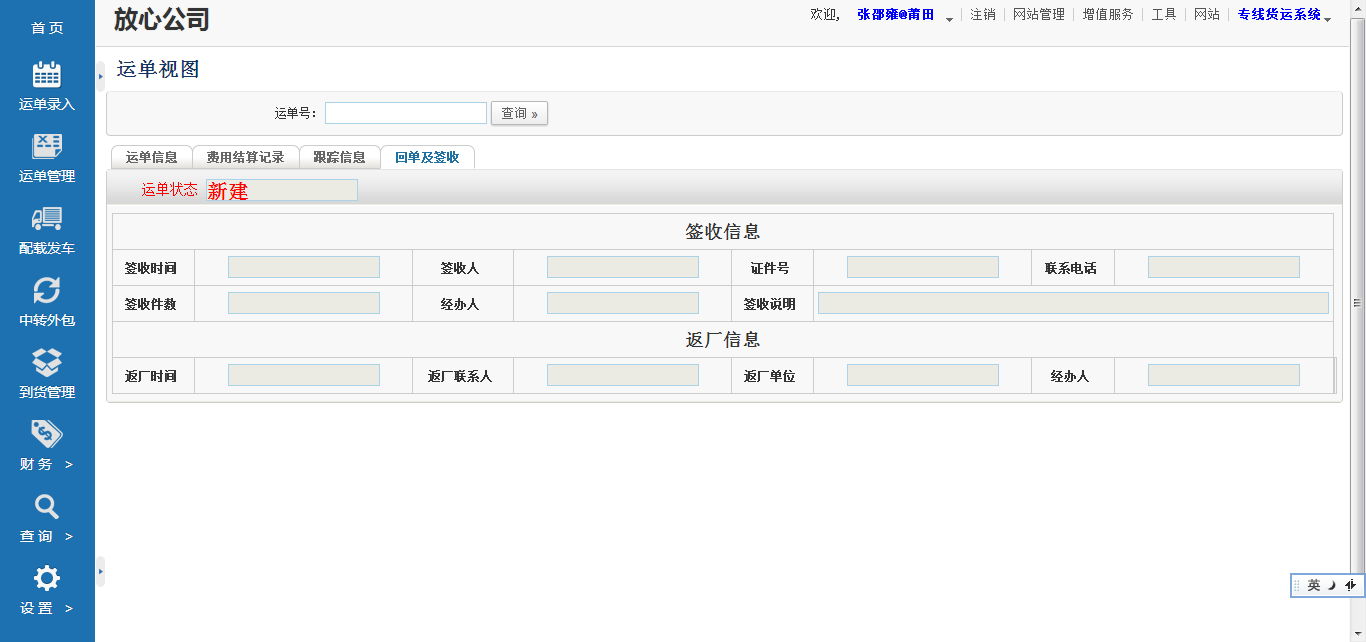 首 页
运单录入
运单管理
配载发车
中转外包
到货管理
财 务 >
查 询 >
设 置 >
放心公司
欢迎, 张邵雍@莆田 注销 网站管理 增值服务 工具 网站 专线货运系统
运单视图
运单号: 查询 »
运单信息 费用结算记录 跟踪信息 回单及签收
运单状态 新建
签收信息
签收时间 签收人 证件号 联系电话
签收件数 经办人 签收说明
返厂信息
返厂时间 返厂联系人 返厂单位 经办人
英